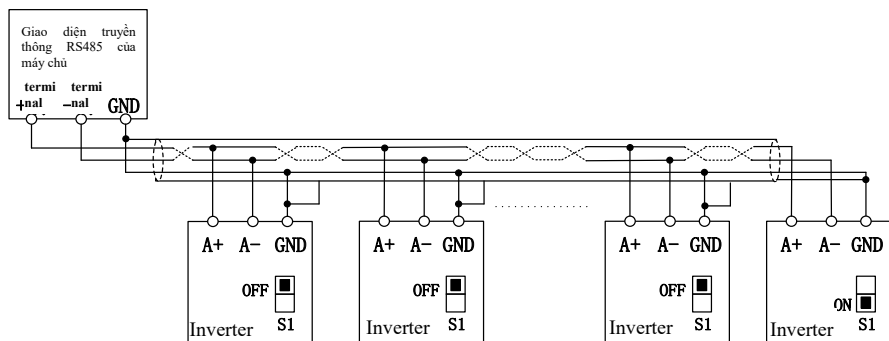 Giao diện truyền
thông RS485 của
máy chủ
termi termi
+nal -nal GND
A+ A- GND A+ A- GND A+ A- GND A+ A- GND
OFF OFF OFF ON
S1 S1 S1 S1
Inverter Inverter Inverter Inverter